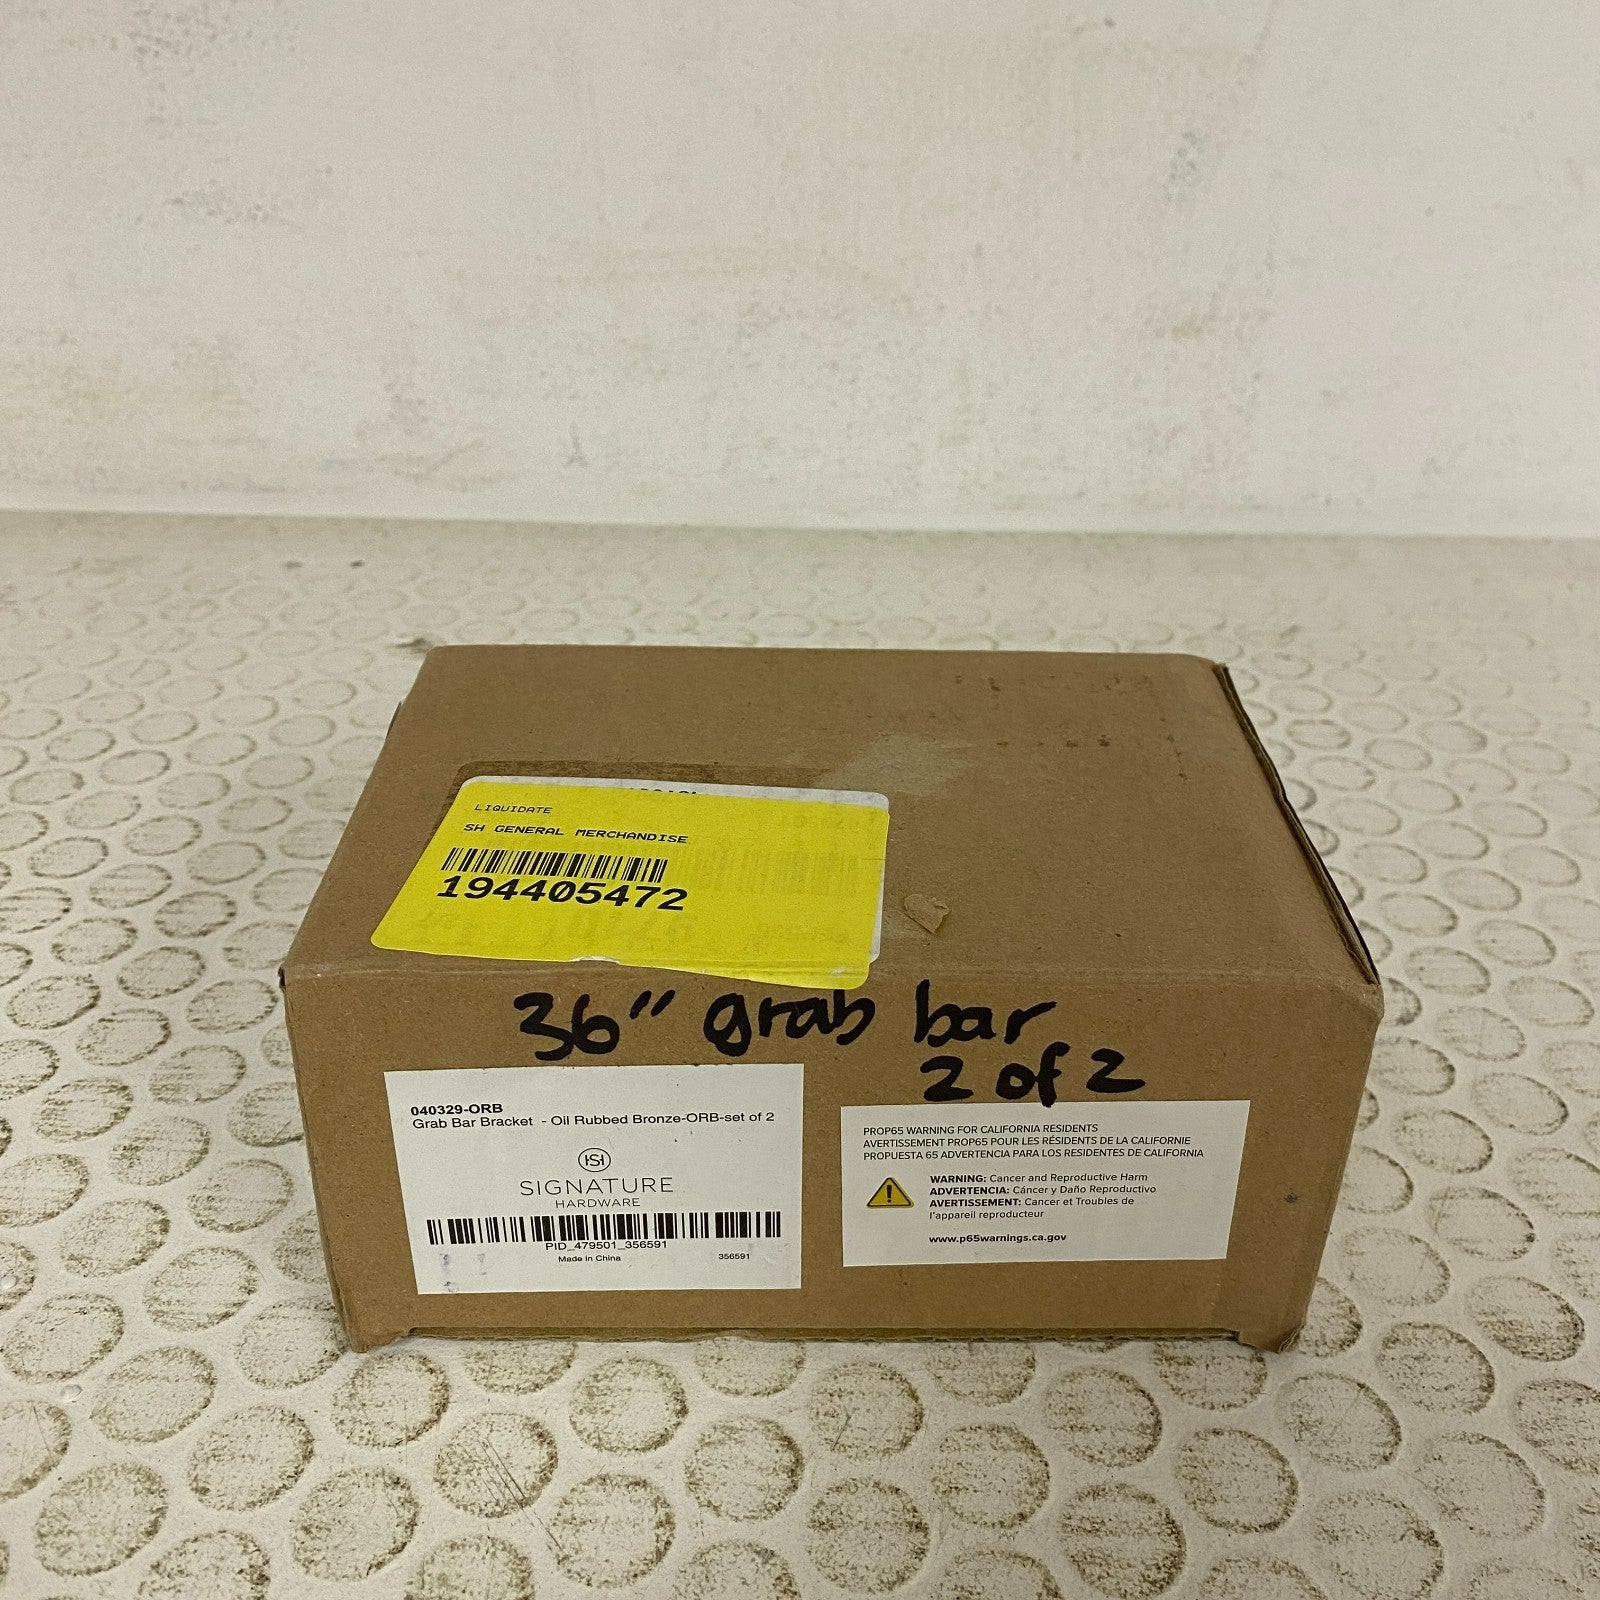 LIQUIDATE
SH GENERAL MERCHANDISE
194405472
36" grab bar
2 of 2
040329-ORB
Grab Bar Bracket - Oil Rubbed Bronze-ORB-set of 2
SIGNATURE
HARDWARE
PID_479501_356591
Made in China 356591
PROP65 WARNING FOR CALIFORNIA RESIDENTS
AVERTISSEMENT PROP65 POUR LES RÉSIDENTS DE LA CALIFORNIE
PROPUESTA 65 ADVERTENCIA PARA LOS RESIDENTES DE CALIFORNIA
WARNING: Cancer and Reproductive Harm
ADVERTENCIA: Cáncer y Daño Reproductivo
AVERTISSEMENT: Cancer et Troubles de
l'appareil reproducteur
www.p65warnings.ca.gov